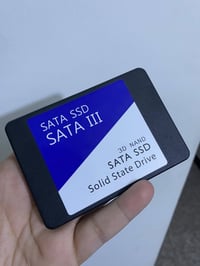 SATA SSD
SATA III
3D NAND
SATA SSD
Solid State Drive